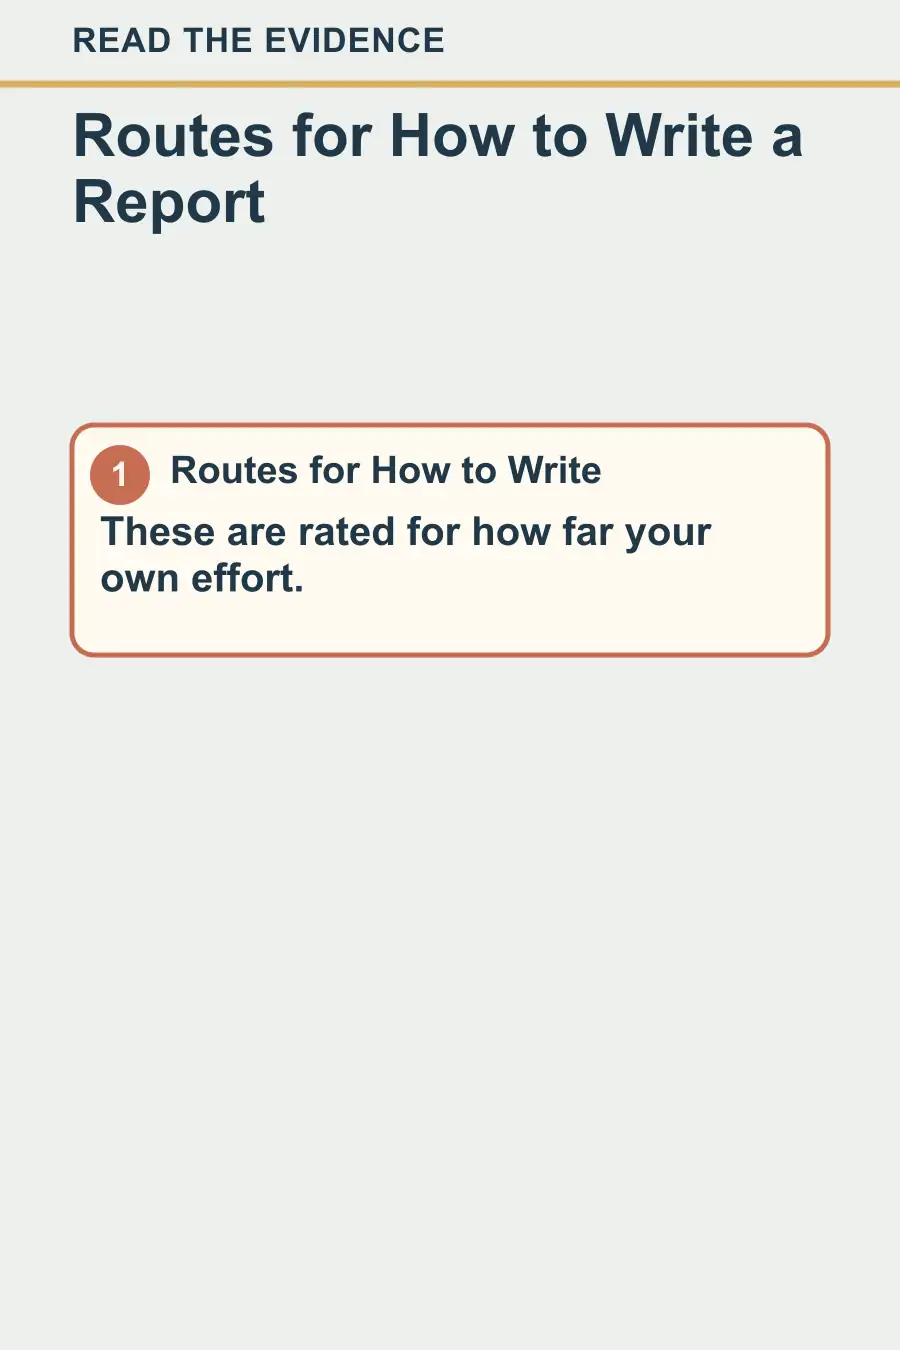 READ THE EVIDENCE
Routes for How to Write a
Report
1 Routes for How to Write
These are rated for how far your
own effort.